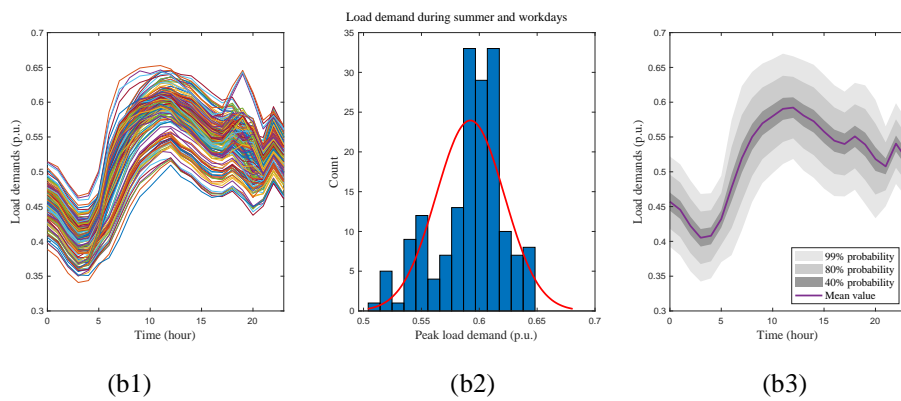 Load demand during summer and workdays
0.7
0.65
0.6
0.55
0.5
0.45
0.4
0.35
0.3
Load demands (p.u.)
0
5
10
15
20
Time (hour)
35
30
25
20
15
10
5
0
Count
0.5
0.55
0.6
0.65
0.7
Peak load demand (p.u.)
0.7
0.65
0.6
0.55
0.5
0.45
0.4
0.35
0.3
Load demands (p.u.)
99% probability
80% probability
40% probability
Mean value
0
5
10
15
20
Time (hour)
(b1)
(b2)
(b3)